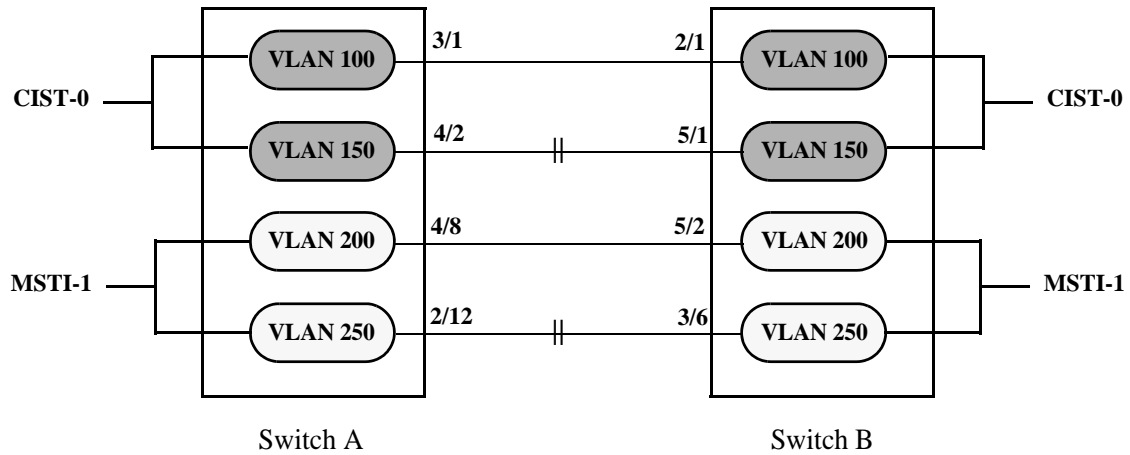 3/1
2/1
VLAN 100
VLAN 100
CIST-0
CIST-0
4/2
5/1
VLAN 150
VLAN 150
4/8
5/2
VLAN 200
VLAN 200
MSTI-1
MSTI-1
2/12
3/6
VLAN 250
VLAN 250
Switch A
Switch B